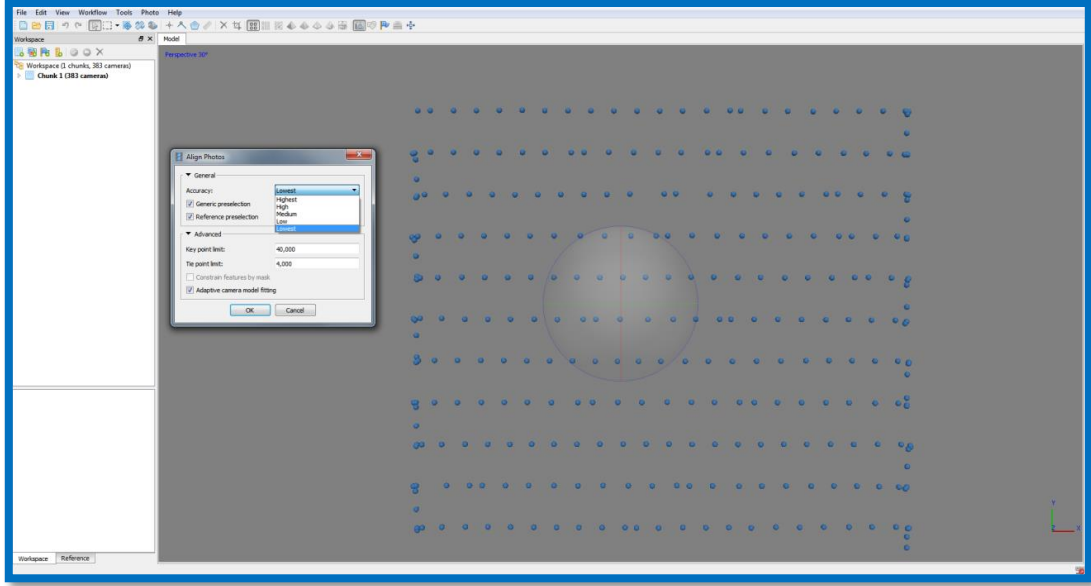 File Edit View Workflow Tools Photo Help
Workspace
Model
Workspace (1 chunks, 383 cameras)
Chunk 1 (383 cameras)
Perspective 30°
Align Photos
General
Accuracy: Lowest
Highest
Generic preselection High
Medium
Reference preselection Low
Lowest
Advanced
Key point limit: 40,000
Tie point limit: 4,000
Constrain features by mask
Adaptive camera model fitting
OK Cancel
Y
Z X
Workspace Reference